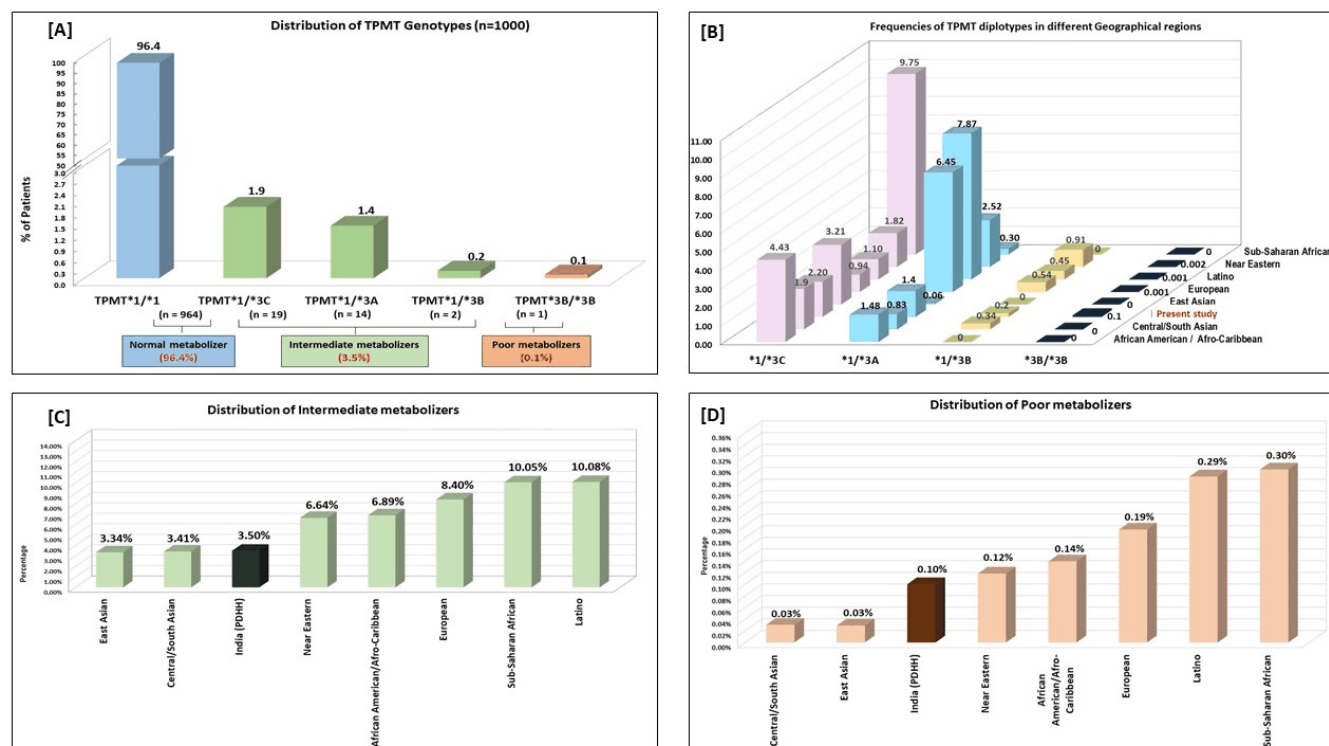 [A]
Distribution of TPMT Genotypes (n=1000)
% of Patients
100
95
90
85
80
75
70
65
60
55
50
3.0
2.7
2.4
2.1
1.8
1.5
1.2
0.9
0.6
0.3
0.0
96.4
1.9
1.4
0.2
0.1
TPMT*1/*1 TPMT*1/*3C TPMT*1/*3A TPMT*1/*3B TPMT*3B/*3B
(n = 964) (n = 19) (n = 14) (n = 2) (n = 1)
Normal metabolizer
(96.4%)
Intermediate metabolizers
(3.5%)
Poor metabolizers
(0.1%)
[B]
Frequencies of TPMT diplotypes in different Geographical regions
11.00
10.00
9.00
8.00
7.00
6.00
5.00
4.00
3.00
2.00
1.00
0.00
4.43
1.9
2.20
3.21
0.94
1.10
1.82
9.75
1.48
0.83
1.4
0.06
6.45
7.87
2.52
0.30
0
0.34
0.2
0
0.54
0.45
0.91
0
0
0
0.1
0
0.001
0.001
0.002
0
*1/*3C *1/*3A *1/*3B *3B/*3B
Sub-Saharan African
Near Eastern
Latino
European
East Asian
Present study
Central/South Asian
African American / Afro-Caribbean
[C]
Distribution of Intermediate metabolizers
Percentage
14.00%
13.00%
12.00%
11.00%
10.00%
9.00%
8.00%
7.00%
6.00%
5.00%
4.00%
3.00%
2.00%
1.00%
0.00%
3.34%
3.41%
3.50%
6.64%
6.89%
8.40%
10.05%
10.08%
East Asian
Central/South Asian
India (PDHH)
Near Eastern
African American/Afro-Caribbean
European
Sub-Saharan African
Latino
[D]
Distribution of Poor metabolizers
Percentage
0.36%
0.34%
0.32%
0.30%
0.28%
0.26%
0.24%
0.22%
0.20%
0.18%
0.16%
0.14%
0.12%
0.10%
0.08%
0.06%
0.04%
0.02%
0.00%
0.03%
0.03%
0.10%
0.12%
0.14%
0.19%
0.29%
0.30%
Central/South Asian
East Asian
India (PDHH)
Near Eastern
African
American/Afro-
Caribbean
European
Latino
Sub-Saharan African